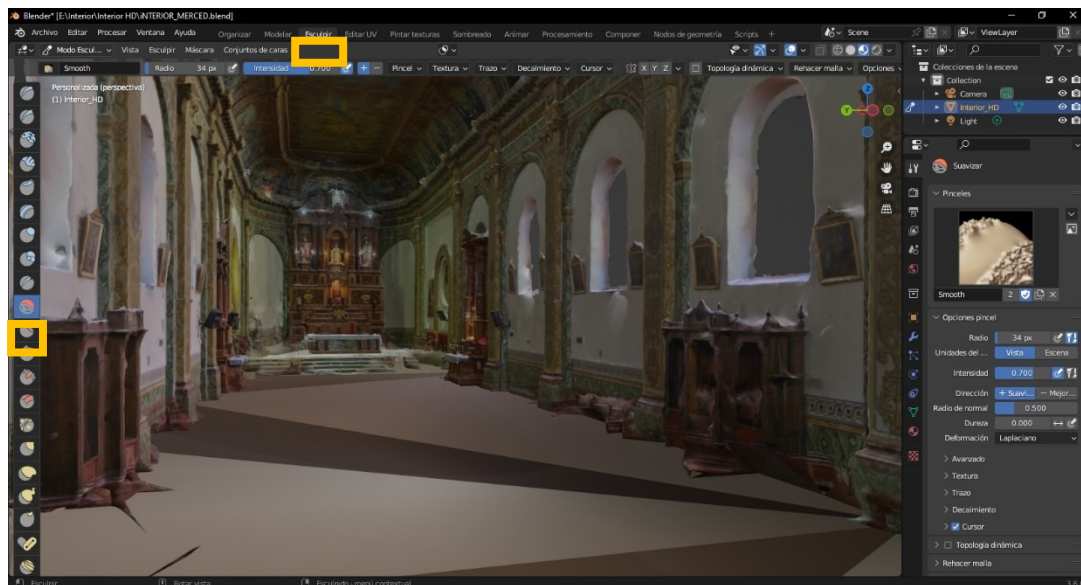 Blender* [E:\Interior\Interior HD\iNTERIOR_MERCED.blend]
Archivo Editar Procesar Ventana Ayuda Organizar Modelar Esculpir Editar UV Pintar texturas Sombreado Animar Procesamiento Componer Nodos de geometría Scripts + Scene ViewLayer
Modo Escul... Vista Esculpir Máscara Conjuntos de caras
Smooth Radio 34 px Intensidad 0.700 + − Pincel Textura Trazo Decaimiento Cursor X Y Z Topología dinámica Rehacer malla Opciones
Personalizada (perspectiva)
(1) Interior_HD
Y
Z
Colecciones de la escena
Collection
Camera
Interior_HD
Light
Suavizar
Pinceles
Smooth 2
Opciones pincel
Radio 34 px
Unidades del ... Vista Escena
Intensidad 0.700
Dirección + Suavi... − Mejor...
Radio de normal 0.500
Dureza 0.000
Deformación Laplaciano
Avanzado
Textura
Trazo
Decaimiento
Cursor
Topología dinámica
Rehacer malla
Esculpir Rotar vista Esculpido - menú contextual 3.6